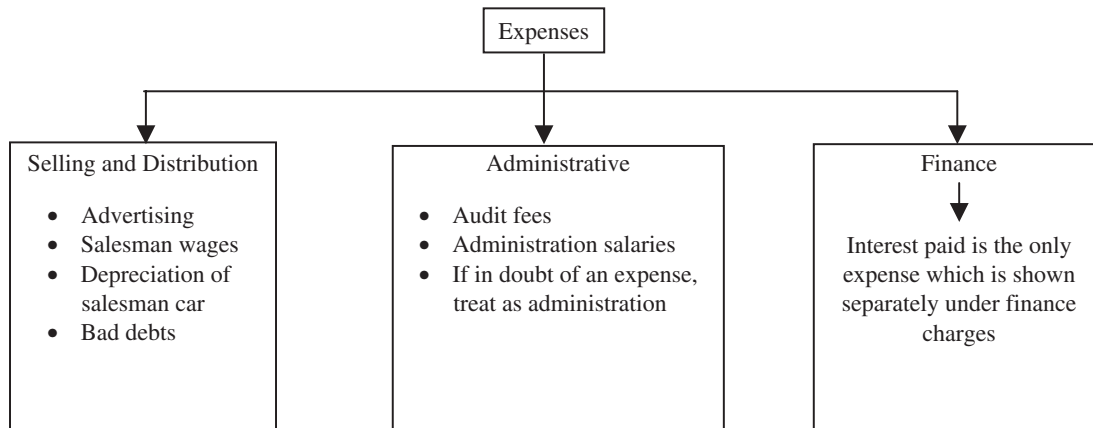 Expenses
Selling and Distribution
• Advertising
• Salesman wages
• Depreciation of
salesman car
• Bad debts
Administrative
• Audit fees
• Administration salaries
• If in doubt of an expense,
treat as administration
Finance
Interest paid is the only
expense which is shown
separately under finance
charges